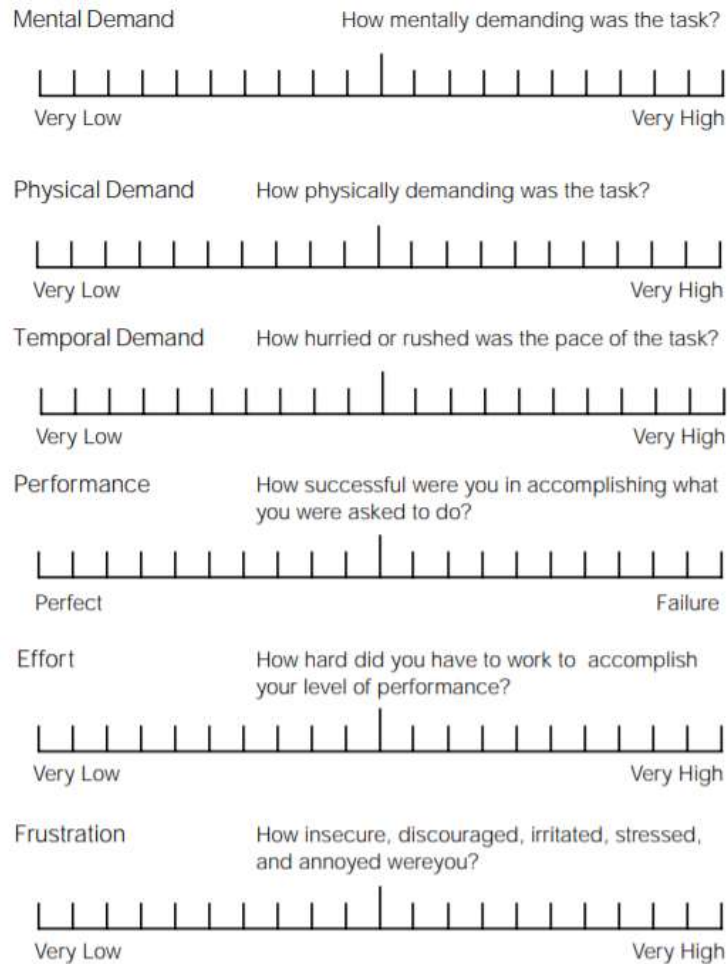 Mental Demand How mentally demanding was the task?
Very Low Very High
Physical Demand How physically demanding was the task?
Very Low Very High
Temporal Demand How hurried or rushed was the pace of the task?
Very Low Very High
Performance How successful were you in accomplishing what
you were asked to do?
Perfect Failure
Effort How hard did you have to work to accomplish
your level of performance?
Very Low Very High
Frustration How insecure, discouraged, irritated, stressed,
and annoyed wereyou?
Very Low Very High